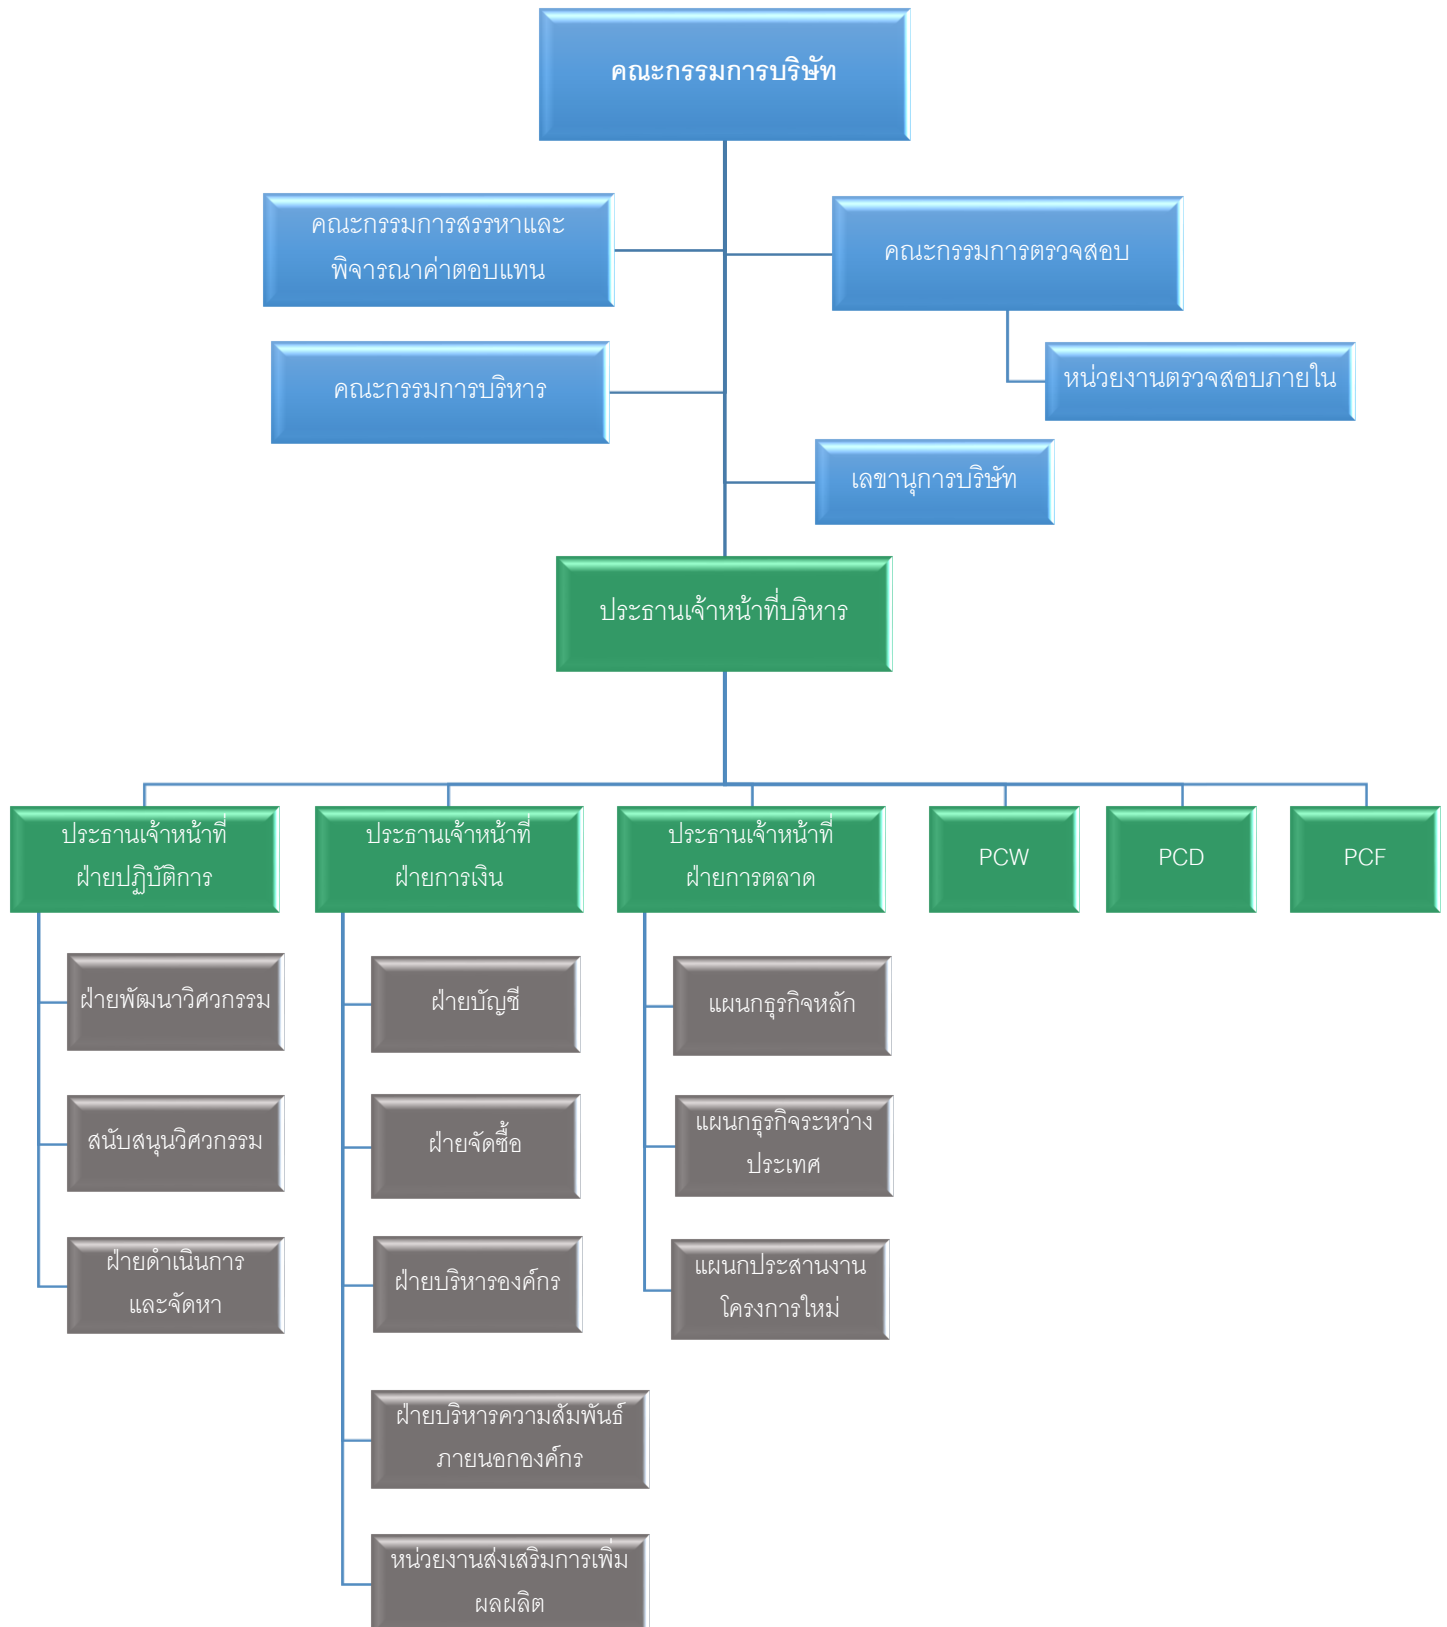 คณะกรรมการบริษัท
คณะกรรมการสรรหาและ
พิจารณาค่าตอบแทน
คณะกรรมการตรวจสอบ
คณะกรรมการบริหาร
หน่วยงานตรวจสอบภายใน
เลขานุการบริษัท
ประธานเจ้าหน้าที่บริหาร
ประธานเจ้าหน้าที่
ฝ่ายปฏิบัติการ
ประธานเจ้าหน้าที่
ฝ่ายการเงิน
ประธานเจ้าหน้าที่
ฝ่ายการตลาด
PCW
PCD
PCF
ฝ่ายพัฒนาวิศวกรรม
สนับสนุนวิศวกรรม
ฝ่ายดำเนินการ
และจัดหา
ฝ่ายบัญชี
ฝ่ายจัดซื้อ
ฝ่ายบริหารองค์กร
ฝ่ายบริหารความสัมพันธ์
ภายนอกองค์กร
หน่วยงานส่งเสริมการเพิ่ม
ผลผลิต
แผนกธุรกิจหลัก
แผนกธุรกิจระหว่าง
ประเทศ
แผนกประสานงาน
โครงการใหม่